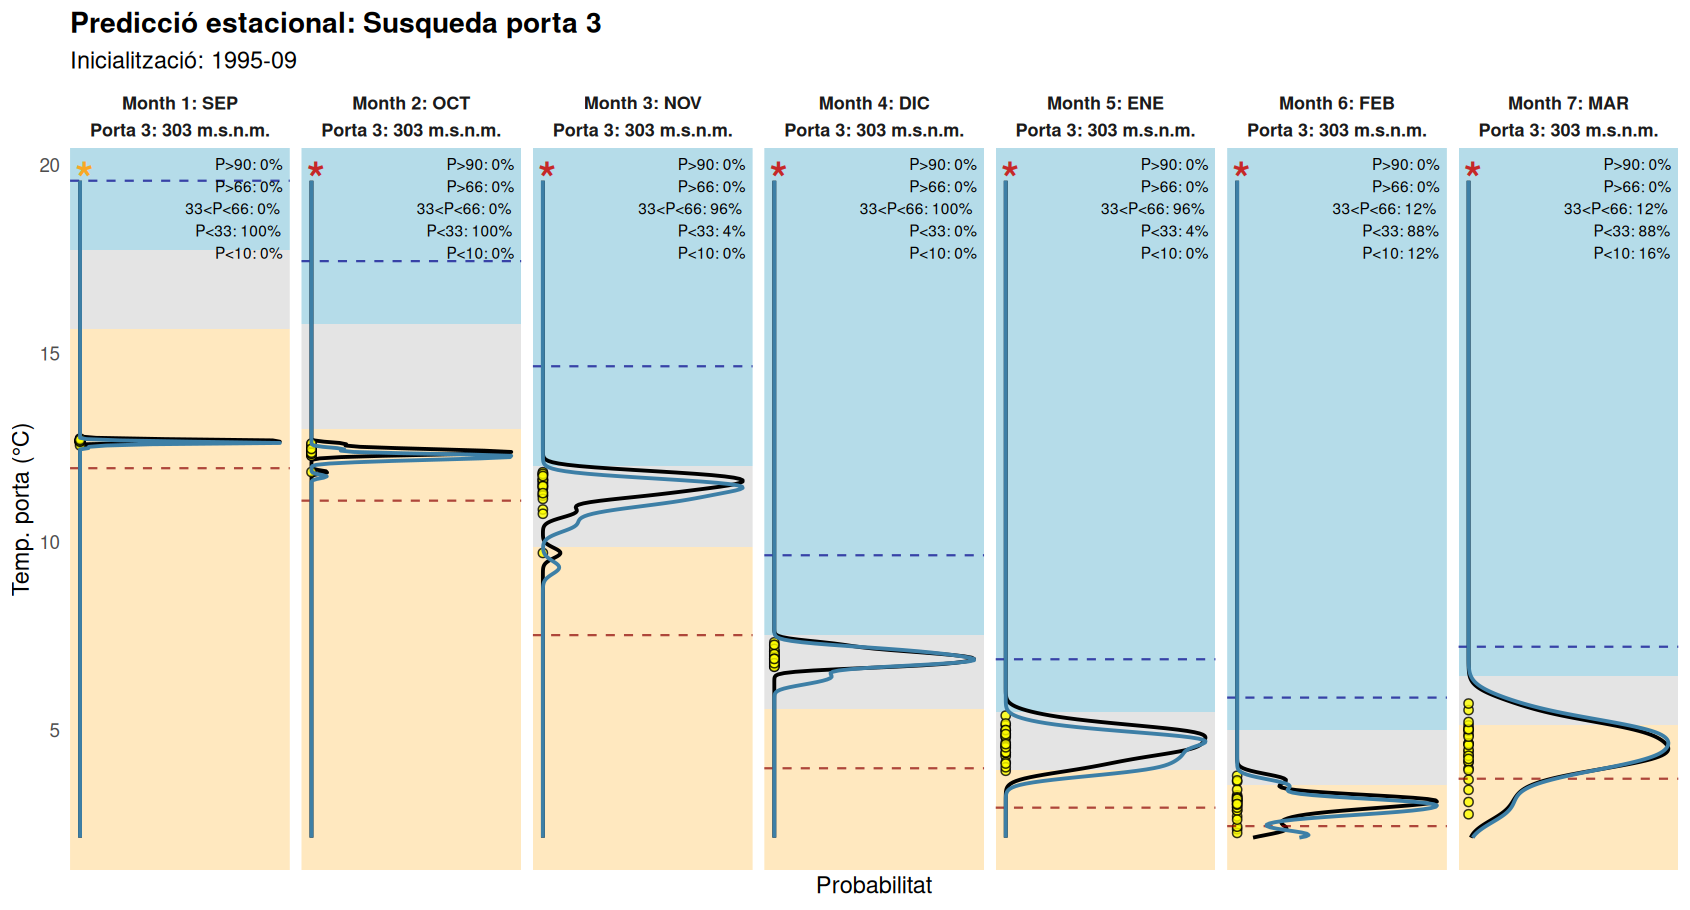 Predicció estacional: Susqueda porta 3
Inicialització: 1995-09
Month 1: SEP
Porta 3: 303 m.s.n.m.
Month 2: OCT
Porta 3: 303 m.s.n.m.
Month 3: NOV
Porta 3: 303 m.s.n.m.
Month 4: DIC
Porta 3: 303 m.s.n.m.
Month 5: ENE
Porta 3: 303 m.s.n.m.
Month 6: FEB
Porta 3: 303 m.s.n.m.
Month 7: MAR
Porta 3: 303 m.s.n.m.
*
P>90: 0%
P>66: 0%
33<P<66: 0%
P<33: 100%
P<10: 0%
*
P>90: 0%
P>66: 0%
33<P<66: 0%
P<33: 100%
P<10: 0%
*
P>90: 0%
P>66: 0%
33<P<66: 96%
P<33: 4%
P<10: 0%
*
P>90: 0%
P>66: 0%
33<P<66: 100%
P<33: 0%
P<10: 0%
*
P>90: 0%
P>66: 0%
33<P<66: 96%
P<33: 4%
P<10: 0%
*
P>90: 0%
P>66: 0%
33<P<66: 12%
P<33: 88%
P<10: 12%
*
P>90: 0%
P>66: 0%
33<P<66: 12%
P<33: 88%
P<10: 16%
20
15
10
5
Temp. porta (°C)
Probabilitat